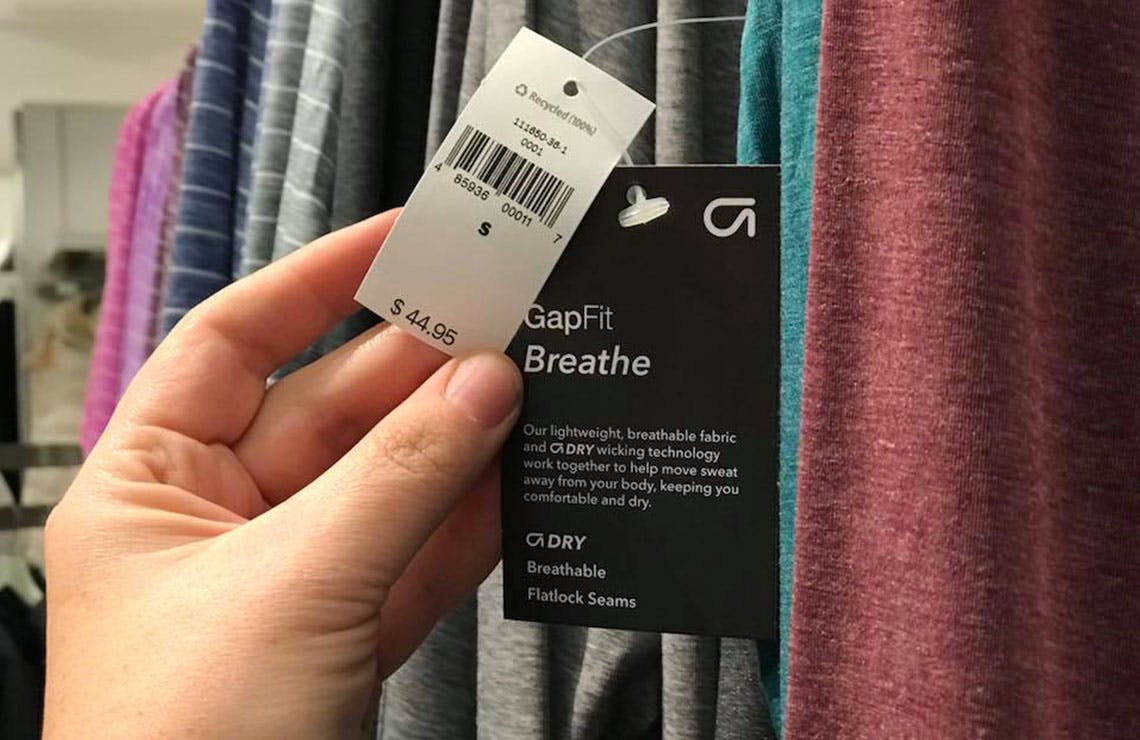 Recycled (100%)
111850-36-1
0001
4 85936 00011 7
S
$ 44.95
GapFit
Breathe
Our lightweight, breathable fabric
and G DRY wicking technology
work together to help move sweat
away from your body, keeping you
comfortable and dry.
G DRY
Breathable
Flatlock Seams